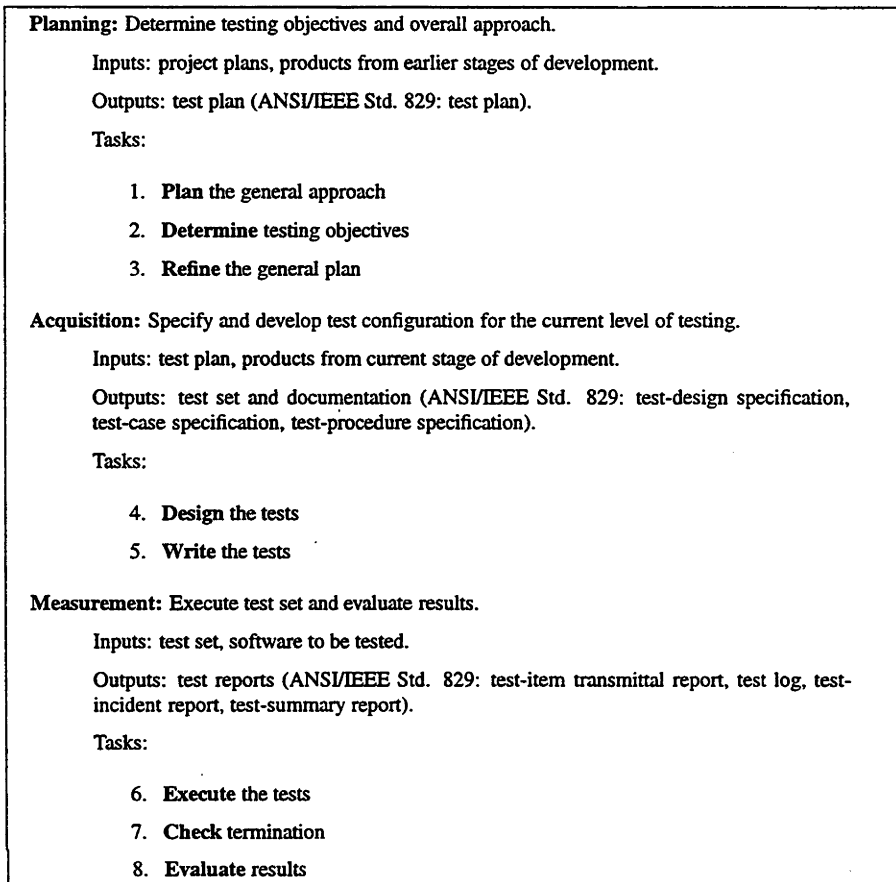 Planning: Determine testing objectives and overall approach.
Inputs: project plans, products from earlier stages of development.
Outputs: test plan (ANSI/IEEE Std. 829: test plan).
Tasks:
1. Plan the general approach
2. Determine testing objectives
3. Refine the general plan
Acquisition: Specify and develop test configuration for the current level of testing.
Inputs: test plan, products from current stage of development.
Outputs: test set and documentation (ANSI/IEEE Std. 829: test-design specification,
test-case specification, test-procedure specification).
Tasks:
4. Design the tests
5. Write the tests
Measurement: Execute test set and evaluate results.
Inputs: test set, software to be tested.
Outputs: test reports (ANSI/IEEE Std. 829: test-item transmittal report, test log, test-
incident report, test-summary report).
Tasks:
6. Execute the tests
7. Check termination
8. Evaluate results